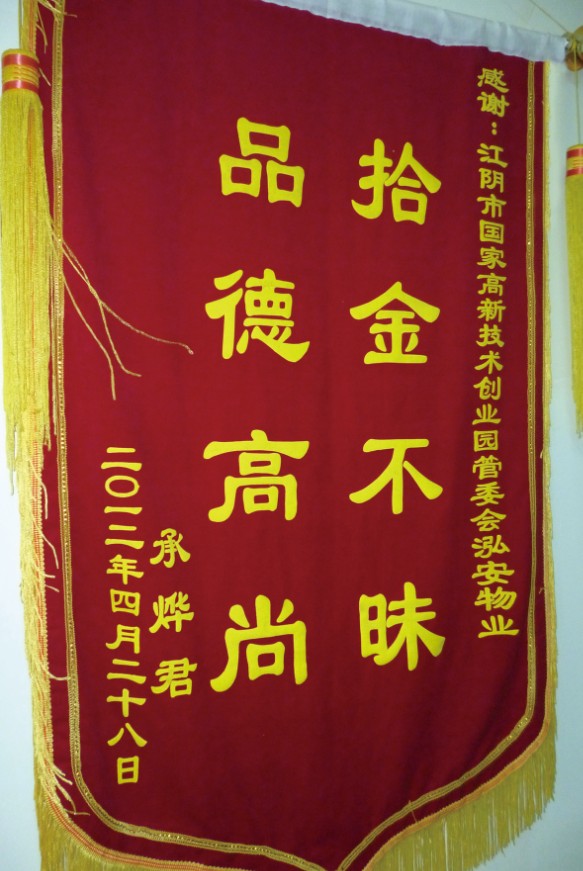 感谢：江阴市国家高新技术创业园管委会泓安物业
拾金不昧
品德高尚
承烨君
二〇一二年四月二十八日